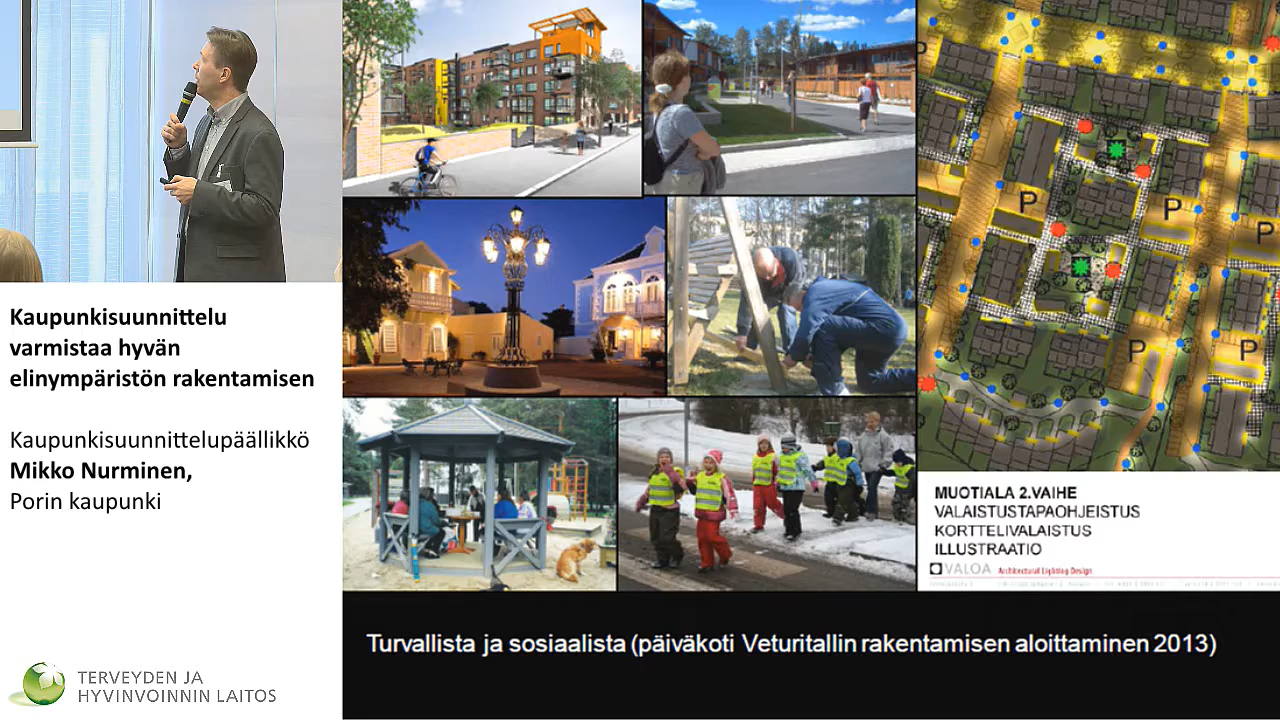 Kaupunkisuunnittelu
varmistaa hyvän
elinympäristön rakentamisen
Kaupunkisuunnittelupäällikkö
Mikko Nurminen,
Porin kaupunki
TERVEYDEN JA
HYVINVOINNIN LAITOS
P
P
P
P
P
MUOTIALA 2.VAIHE
VALAISTUSTAPAOHJEISTUS
KORTTELIVALAISTUS
ILLUSTRAATIO
VALOA Architectural Lighting Design
Turvallista ja sosiaalista (päiväkoti Veturitallin rakentamisen aloittaminen 2013)